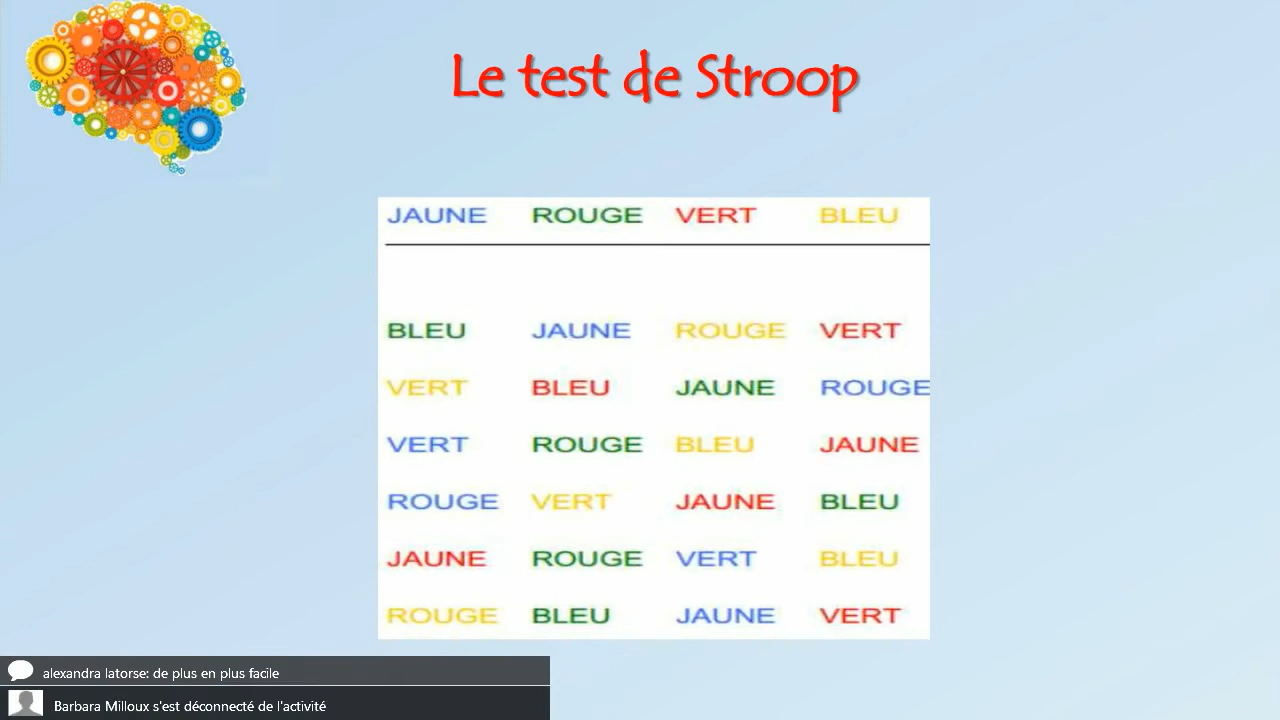 Le test de Stroop
JAUNE ROUGE VERT BLEU
BLEU JAUNE ROUGE VERT
VERT BLEU JAUNE ROUGE
VERT ROUGE BLEU JAUNE
ROUGE VERT JAUNE BLEU
JAUNE ROUGE VERT BLEU
ROUGE BLEU JAUNE VERT
alexandra latorse: de plus en plus facile
Barbara Milloux s'est déconnecté de l'activité